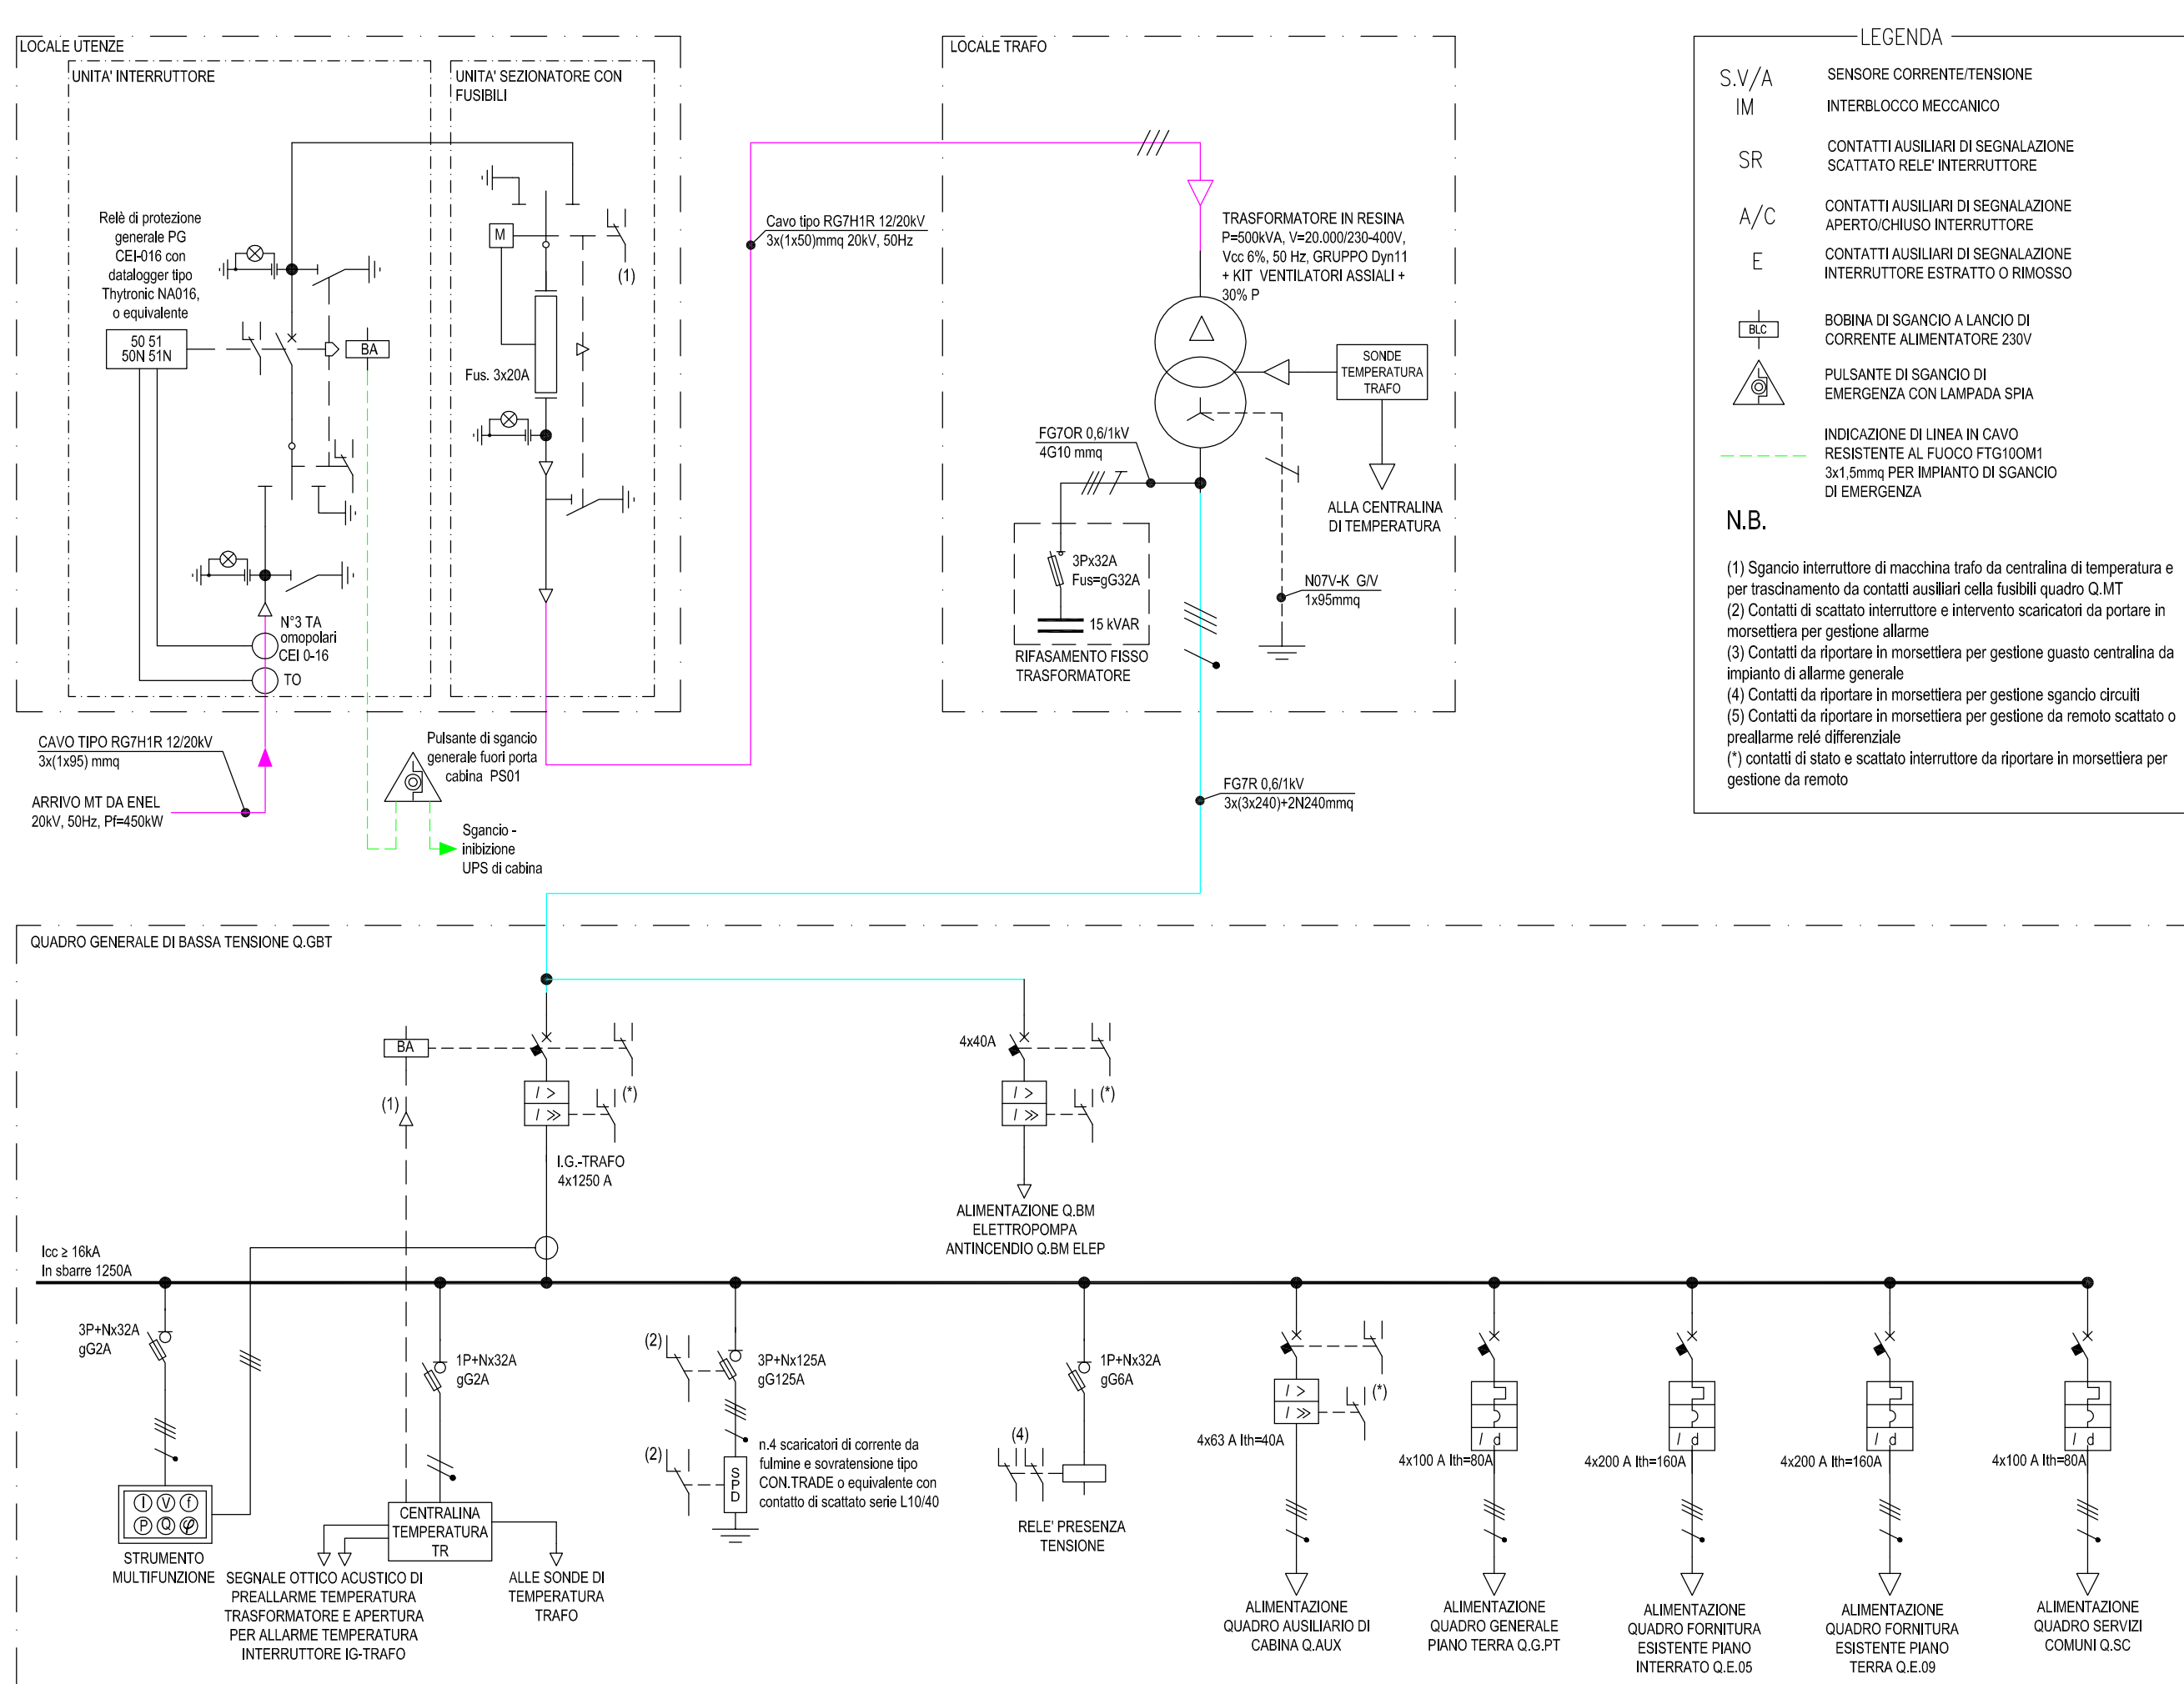 LOCALE UTENZE
UNITA' INTERRUTTORE
UNITA' SEZIONATORE CON
FUSIBILI
Relè di protezione
generale PG
CEI-016 con
datalogger tipo
Thytronic NA016,
o equivalente
50 51
50N 51N
BA
M
(1)
Fus. 3x20A
N°3 TA
omopolari
CEI 0-16
TO
CAVO TIPO RG7H1R 12/20kV
3x(1x95) mmq
ARRIVO MT DA ENEL
20kV, 50Hz, Pf=450kW
Pulsante di sgancio
generale fuori porta
cabina PS01
Sgancio -
inibizione
UPS di cabina
Cavo tipo RG7H1R 12/20kV
3x(1x50)mmq 20kV, 50Hz
LOCALE TRAFO
TRASFORMATORE IN RESINA
P=500kVA, V=20.000/230-400V,
Vcc 6%, 50 Hz, GRUPPO Dyn11
+ KIT VENTILATORI ASSIALI +
30% P
SONDE
TEMPERATURA
TRAFO
ALLA CENTRALINA
DI TEMPERATURA
FG7OR 0,6/1kV
4G10 mmq
3Px32A
Fus=gG32A
15 kVAR
RIFASAMENTO FISSO
TRASFORMATORE
N07V-K G/V
1x95mmq
FG7R 0,6/1kV
3x(3x240)+2N240mmq
LEGENDA
S.V/A SENSORE CORRENTE/TENSIONE
IM INTERBLOCCO MECCANICO
SR CONTATTI AUSILIARI DI SEGNALAZIONE
SCATTATO RELE' INTERRUTTORE
A/C CONTATTI AUSILIARI DI SEGNALAZIONE
APERTO/CHIUSO INTERRUTTORE
E CONTATTI AUSILIARI DI SEGNALAZIONE
INTERRUTTORE ESTRATTO O RIMOSSO
BLC BOBINA DI SGANCIO A LANCIO DI
CORRENTE ALIMENTATORE 230V
PULSANTE DI SGANCIO DI
EMERGENZA CON LAMPADA SPIA
INDICAZIONE DI LINEA IN CAVO
RESISTENTE AL FUOCO FTG10OM1
3x1,5mmq PER IMPIANTO DI SGANCIO
DI EMERGENZA
N.B.
(1) Sgancio interruttore di macchina trafo da centralina di temperatura e
per trascinamento da contatti ausiliari cella fusibili quadro Q.MT
(2) Contatti di scattato interruttore e intervento scaricatori da portare in
morsettiera per gestione allarme
(3) Contatti da riportare in morsettiera per gestione guasto centralina da
impianto di allarme generale
(4) Contatti da riportare in morsettiera per gestione sgancio circuiti
(5) Contatti da riportare in morsettiera per gestione da remoto scattato o
preallarme relé differenziale
(*) contatti di stato e scattato interruttore da riportare in morsettiera per
gestione da remoto
QUADRO GENERALE DI BASSA TENSIONE Q.GBT
BA
(1)
I >
I >>
(*)
I.G.-TRAFO
4x1250 A
4x40A
I >
I >>
(*)
ALIMENTAZIONE Q.BM
ELETTROPOMPA
ANTINCENDIO Q.BM ELEP
Icc ≥ 16kA
In sbarre 1250A
3P+Nx32A
gG2A
I V f
P Q φ
STRUMENTO
MULTIFUNZIONE
1P+Nx32A
gG2A
CENTRALINA
TEMPERATURA
TR
SEGNALE OTTICO ACUSTICO DI
PREALLARME TEMPERATURA
TRASFORMATORE E APERTURA
PER ALLARME TEMPERATURA
INTERRUTTORE IG-TRAFO
ALLE SONDE DI
TEMPERATURA
TRAFO
(2)
3P+Nx125A
gG125A
(2)
SPD
n.4 scaricatori di corrente da
fulmine e sovratensione tipo
CON.TRADE o equivalente con
contatto di scattato serie L10/40
1P+Nx32A
gG6A
(4)
RELE' PRESENZA
TENSIONE
I >
I >>
(*)
4x63 A Ith=40A
ALIMENTAZIONE
QUADRO AUSILIARIO DI
CABINA Q.AUX
I d
4x100 A Ith=80A
ALIMENTAZIONE
QUADRO GENERALE
PIANO TERRA Q.G.PT
I d
4x200 A Ith=160A
ALIMENTAZIONE
QUADRO FORNITURA
ESISTENTE PIANO
INTERRATO Q.E.05
I d
4x200 A Ith=160A
ALIMENTAZIONE
QUADRO FORNITURA
ESISTENTE PIANO
TERRA Q.E.09
I d
4x100 A Ith=80A
ALIMENTAZIONE
QUADRO SERVIZI
COMUNI Q.SC